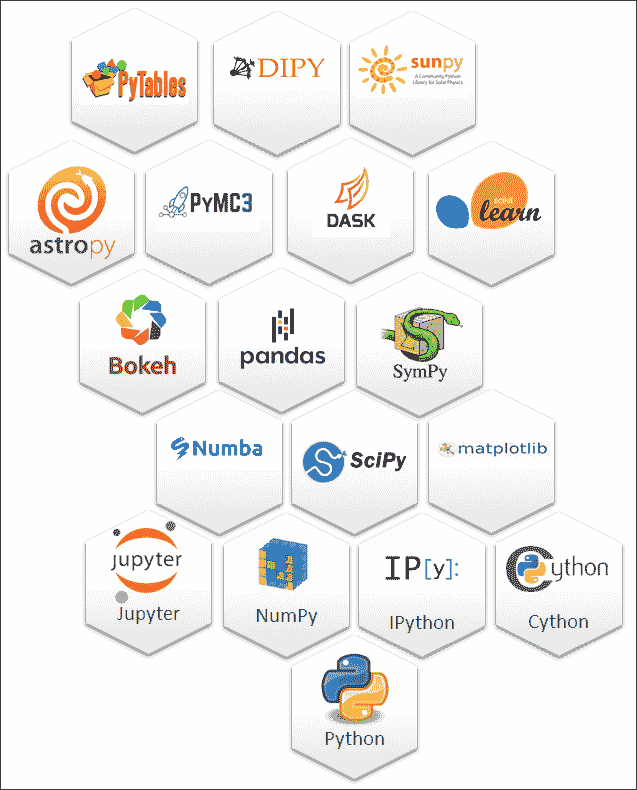 PyTables
DIPY
sunpy
A Community Python
Library for Solar Physics
astropy
PyMC3
DASK
scikit
learn
Bokeh
pandas
SymPy
Numba
SciPy
matplotlib
jupyter
Jupyter
NumPy
IP[y]:
IPython
Cython
Cython
Python